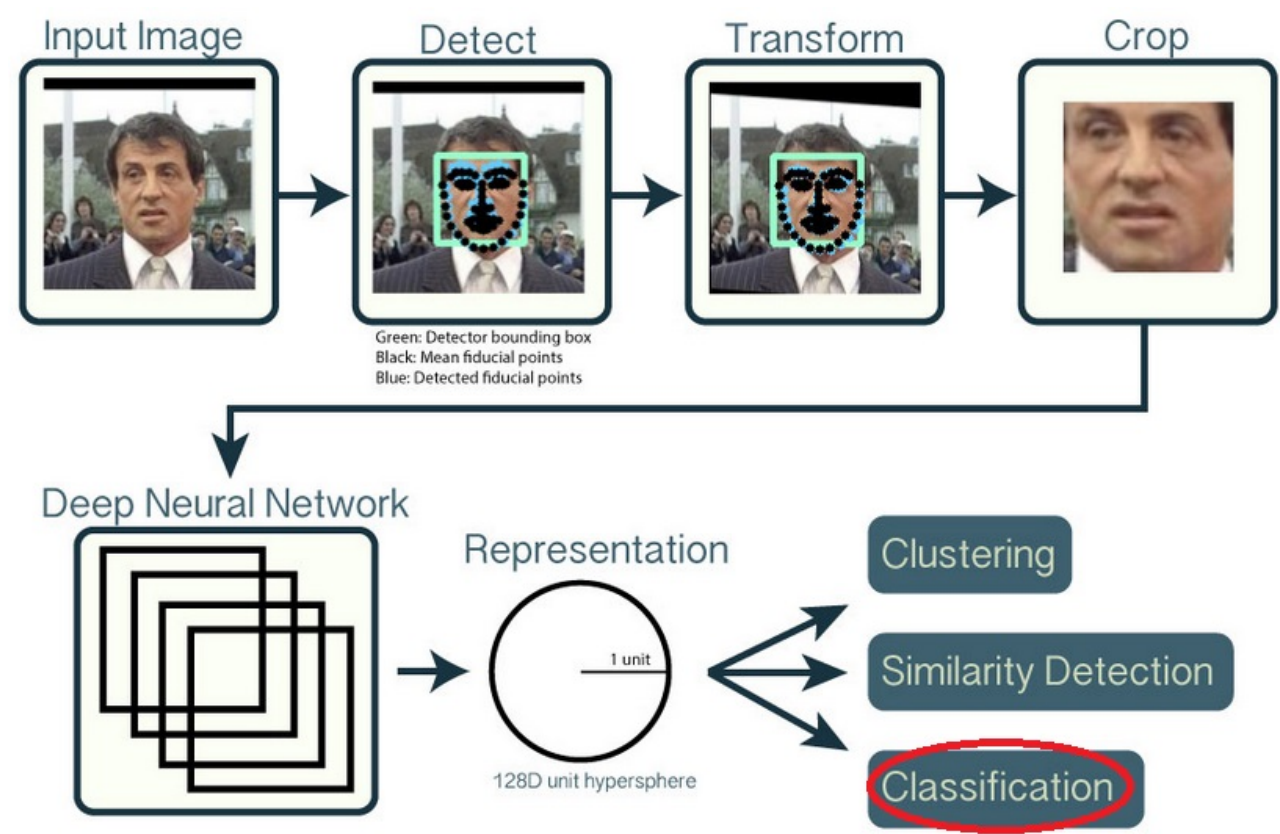 Input Image
Detect
Transform
Crop
Green: Detector bounding box
Black: Mean fiducial points
Blue: Detected fiducial points
Deep Neural Network
Representation
1 unit
128D unit hypersphere
Clustering
Similarity Detection
Classification